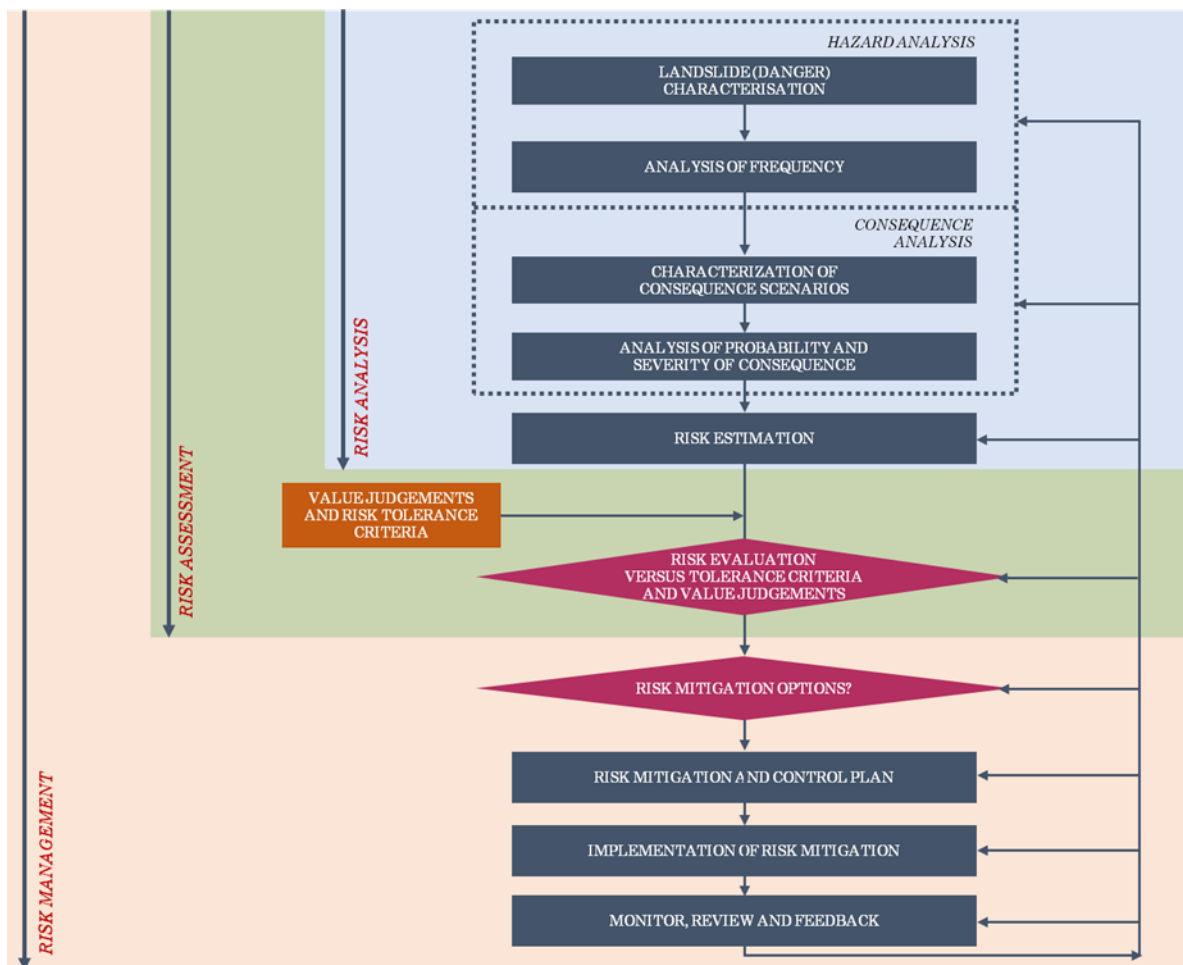 HAZARD ANALYSIS
LANDSLIDE (DANGER)
CHARACTERISATION
ANALYSIS OF FREQUENCY
CONSEQUENCE
ANALYSIS
CHARACTERIZATION OF
CONSEQUENCE SCENARIOS
ANALYSIS OF PROBABILITY AND
SEVERITY OF CONSEQUENCE
RISK ANALYSIS
RISK ESTIMATION
VALUE JUDGEMENTS
AND RISK TOLERANCE
CRITERIA
RISK ASSESSMENT
RISK EVALUATION
VERSUS TOLERANCE CRITERIA
AND VALUE JUDGEMENTS
RISK MITIGATION OPTIONS?
RISK MITIGATION AND CONTROL PLAN
RISK MANAGEMENT
IMPLEMENTATION OF RISK MITIGATION
MONITOR, REVIEW AND FEEDBACK